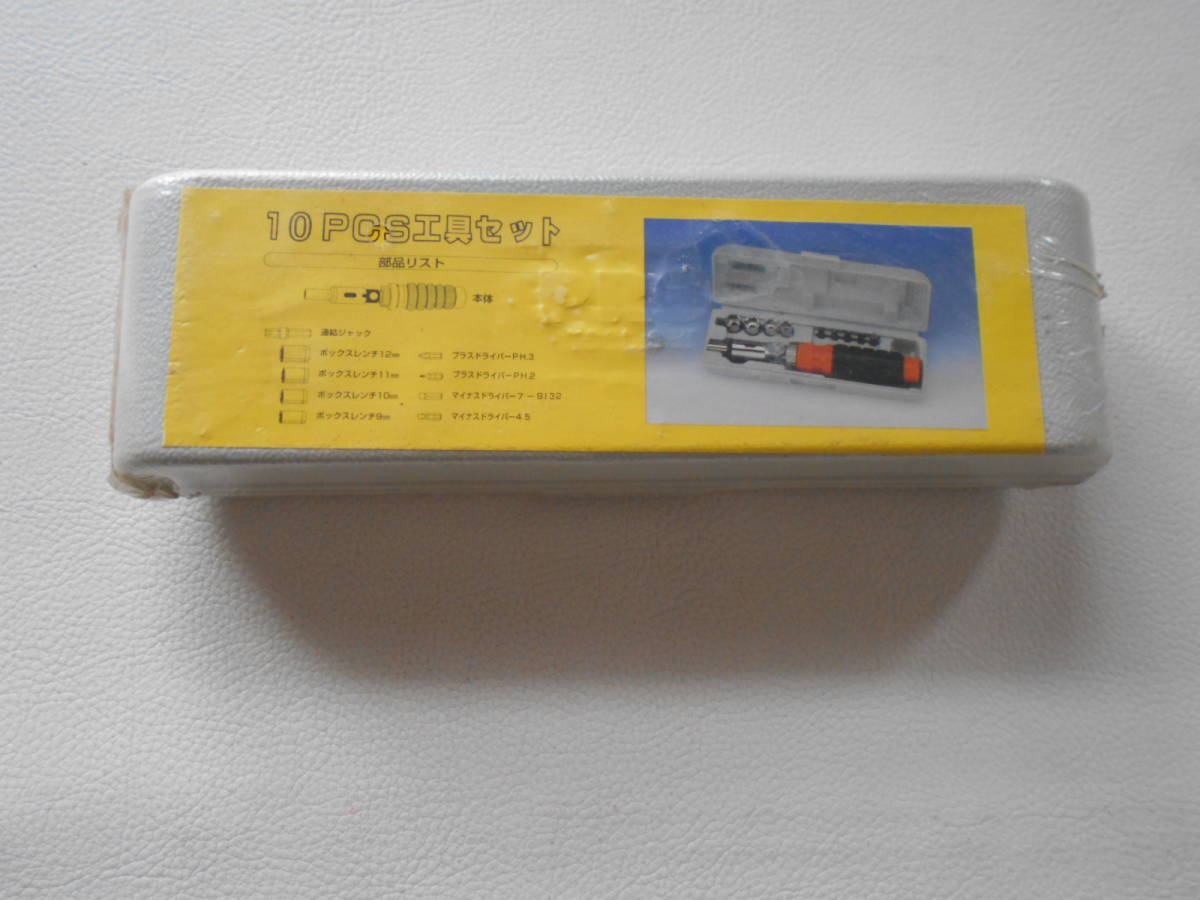 10PCS工具セット
部品リスト
本体
連結ジャック
ボックスレンチ12mm
ボックスレンチ11mm
ボックスレンチ10mm
ボックスレンチ9mm
プラスドライバーPH.3
プラスドライバーPH.2
マイナスドライバー7－9132
マイナスドライバー4.5